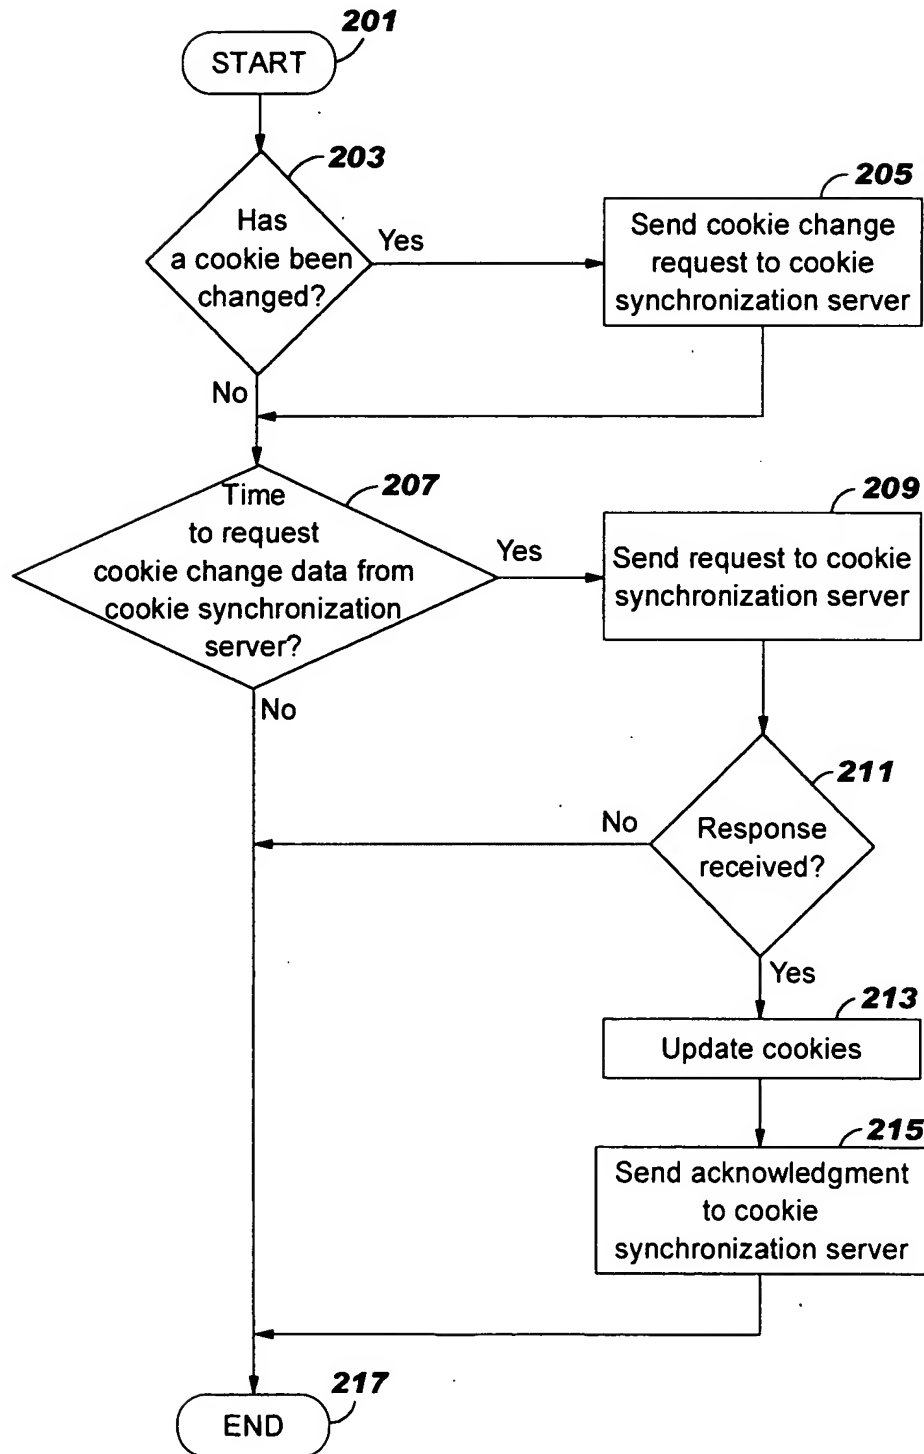 201
START
203
Has
a cookie been
changed?
Yes
205
Send cookie change
request to cookie
synchronization server
No
207
Time
to request
cookie change data from
cookie synchronization
server?
Yes
209
Send request to cookie
synchronization server
No
211
Response
received?
No
Yes
213
Update cookies
215
Send acknowledgment
to cookie
synchronization server
217
END